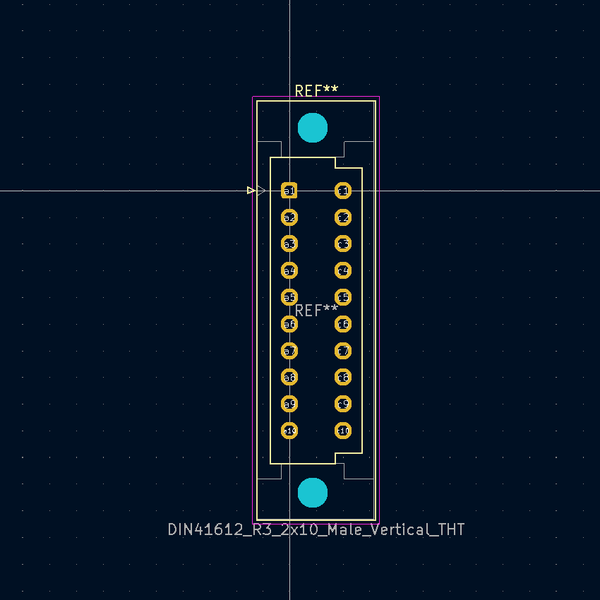 REF**
a1 c1
a2 c2
a3 c3
a4 c4
a5 c5
REF**
a6 c6
a7 c7
a8 c8
a9 c9
a10 c10
DIN41612_R3_2x10_Male_Vertical_THT